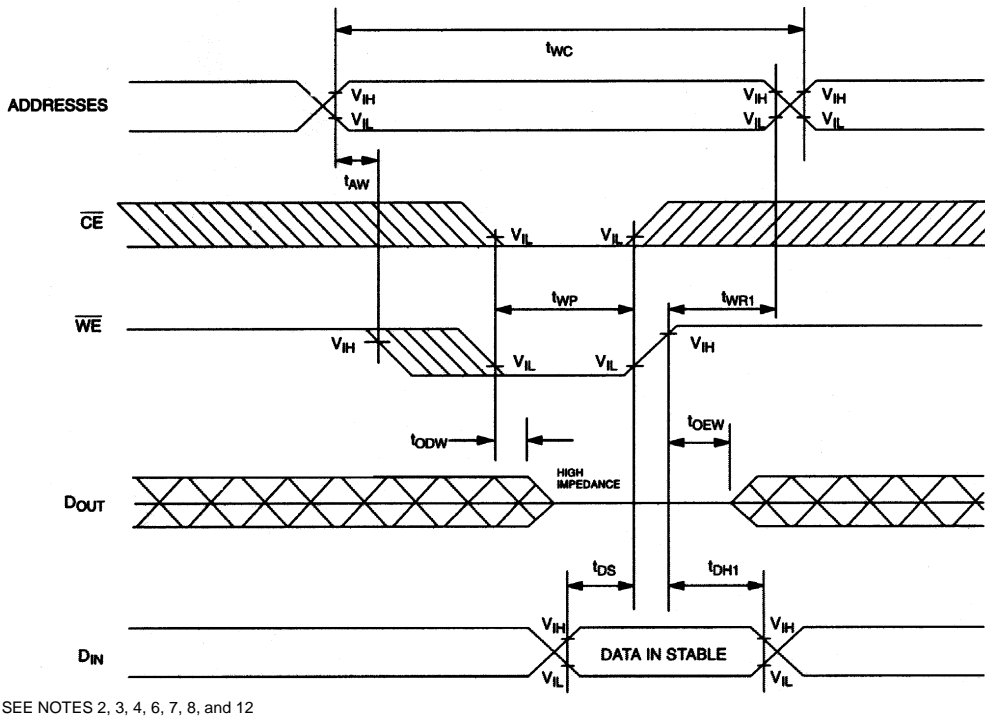 tWC
ADDRESSES
VIH
VIL
VIH
VIL
VIH
VIL
tAW
CE
VIL
VIL
tWP
tWR1
WE
VIH
VIL
VIL
VIH
tODW
tOEW
HIGH
IMPEDANCE
DOUT
tDS
tDH1
VIH
VIH
DIN
DATA IN STABLE
VIL
VIL
SEE NOTES 2, 3, 4, 6, 7, 8, and 12